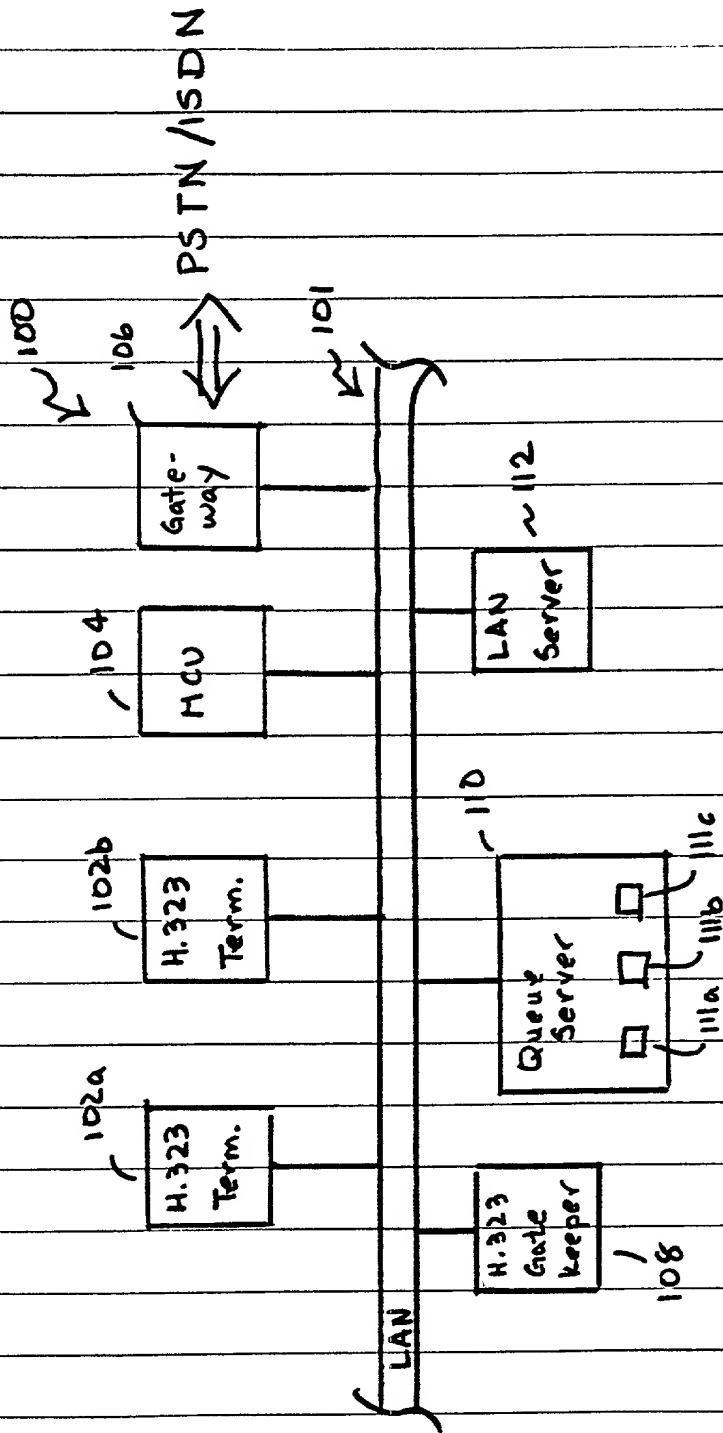 100
102a
102b
104
106
H.323
Term.
H.323
Term.
MCU
Gate-
way
PSTN/ISDN
101
LAN
H.323
Gate
keeper
108
Queue
Server
110
111a
111b
111c
LAN
Server
112